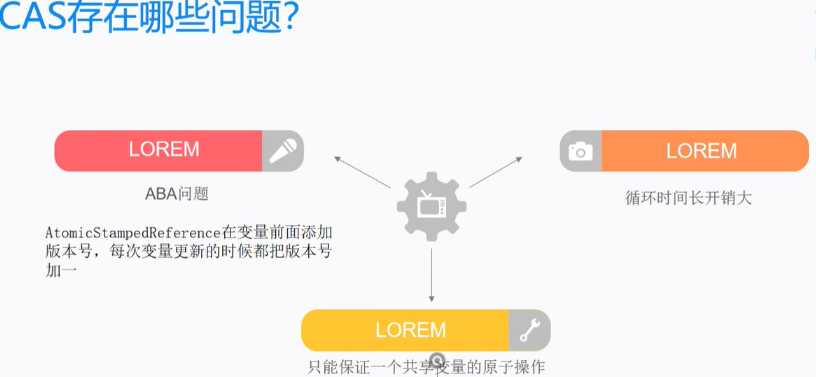 CAS存在哪些问题?
LOREM
LOREM
ABA问题
循环时间长开销大
AtomicStampedReference在变量前面添加
版本号，每次变量更新的时候都把版本号
加一
LOREM
只能保证一个共享变量的原子操作